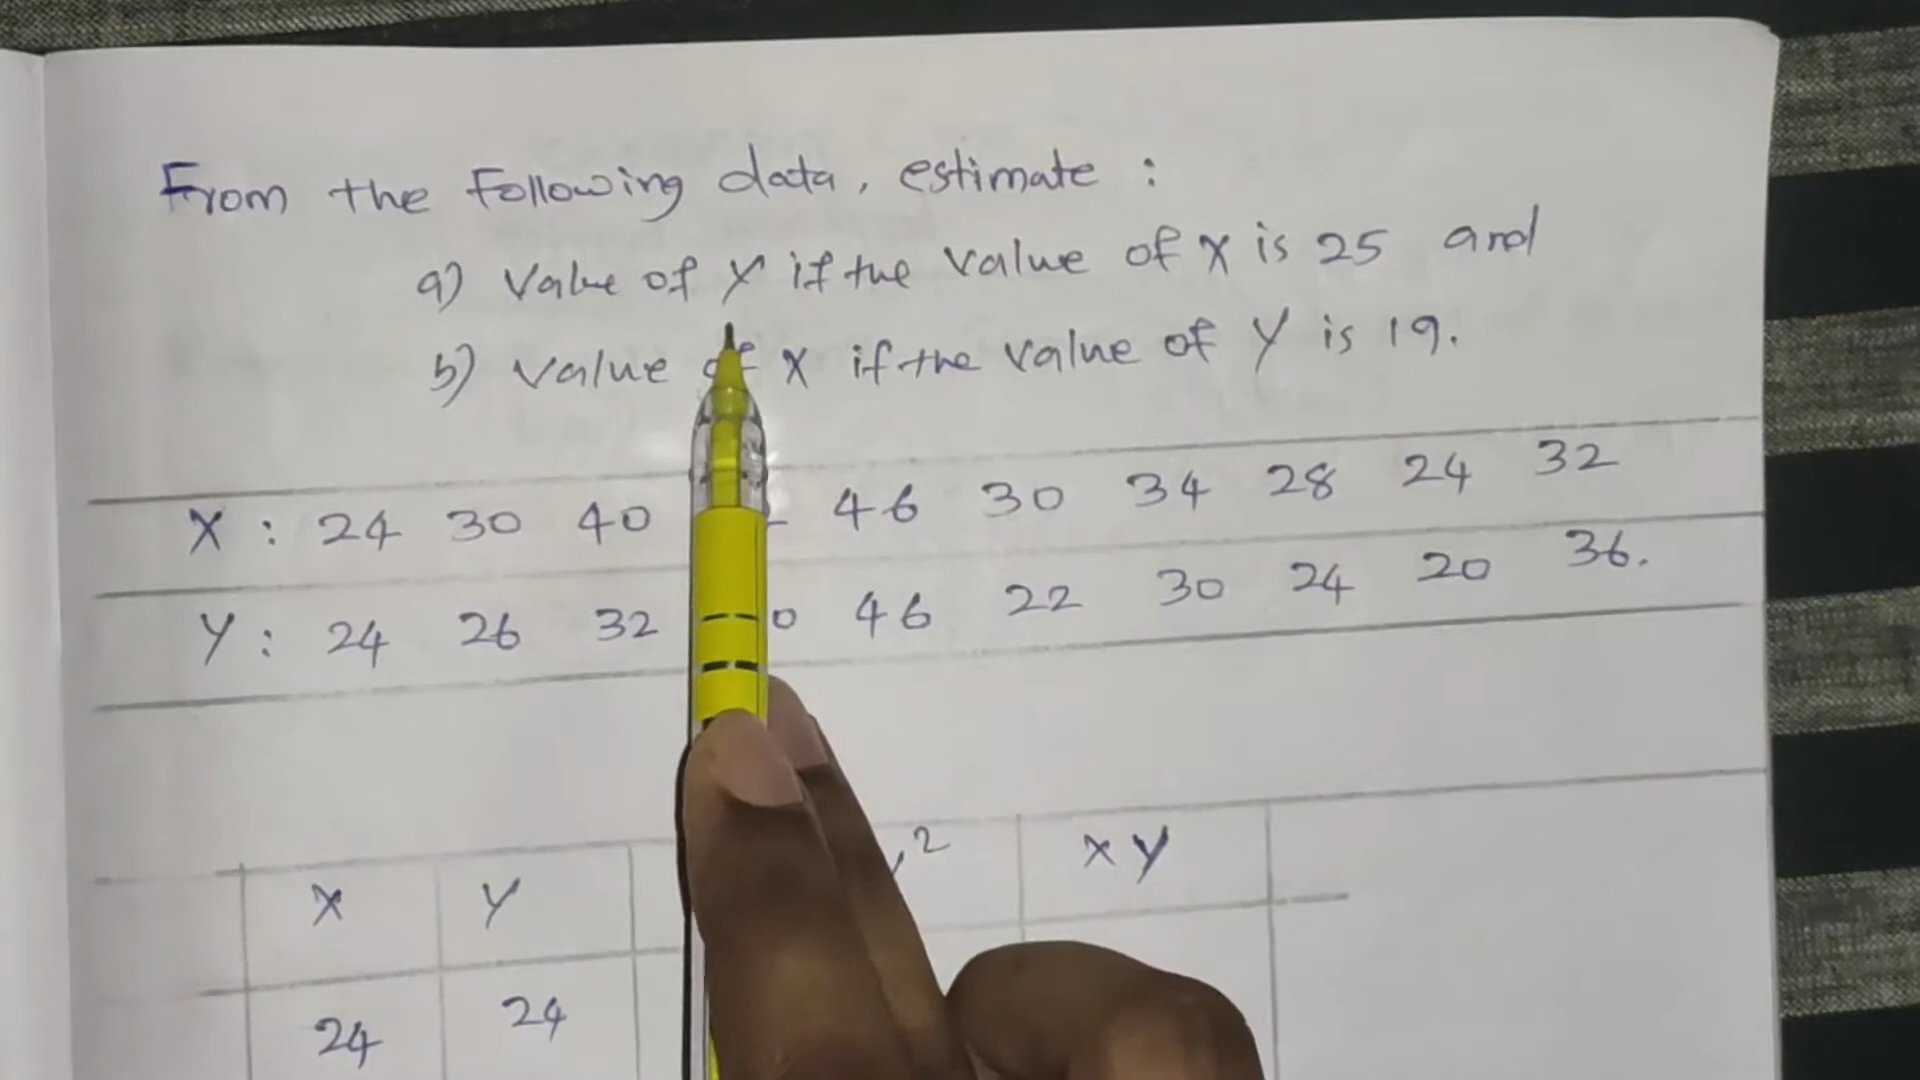 From the following data, estimate :
a) Value of Y if the value of X is 25 and
b) Value of X if the value of Y is 19.
X : 24 30 40 46 30 34 28 24 32
Y : 24 26 32 46 22 30 24 20 36.
X Y XY
24 24